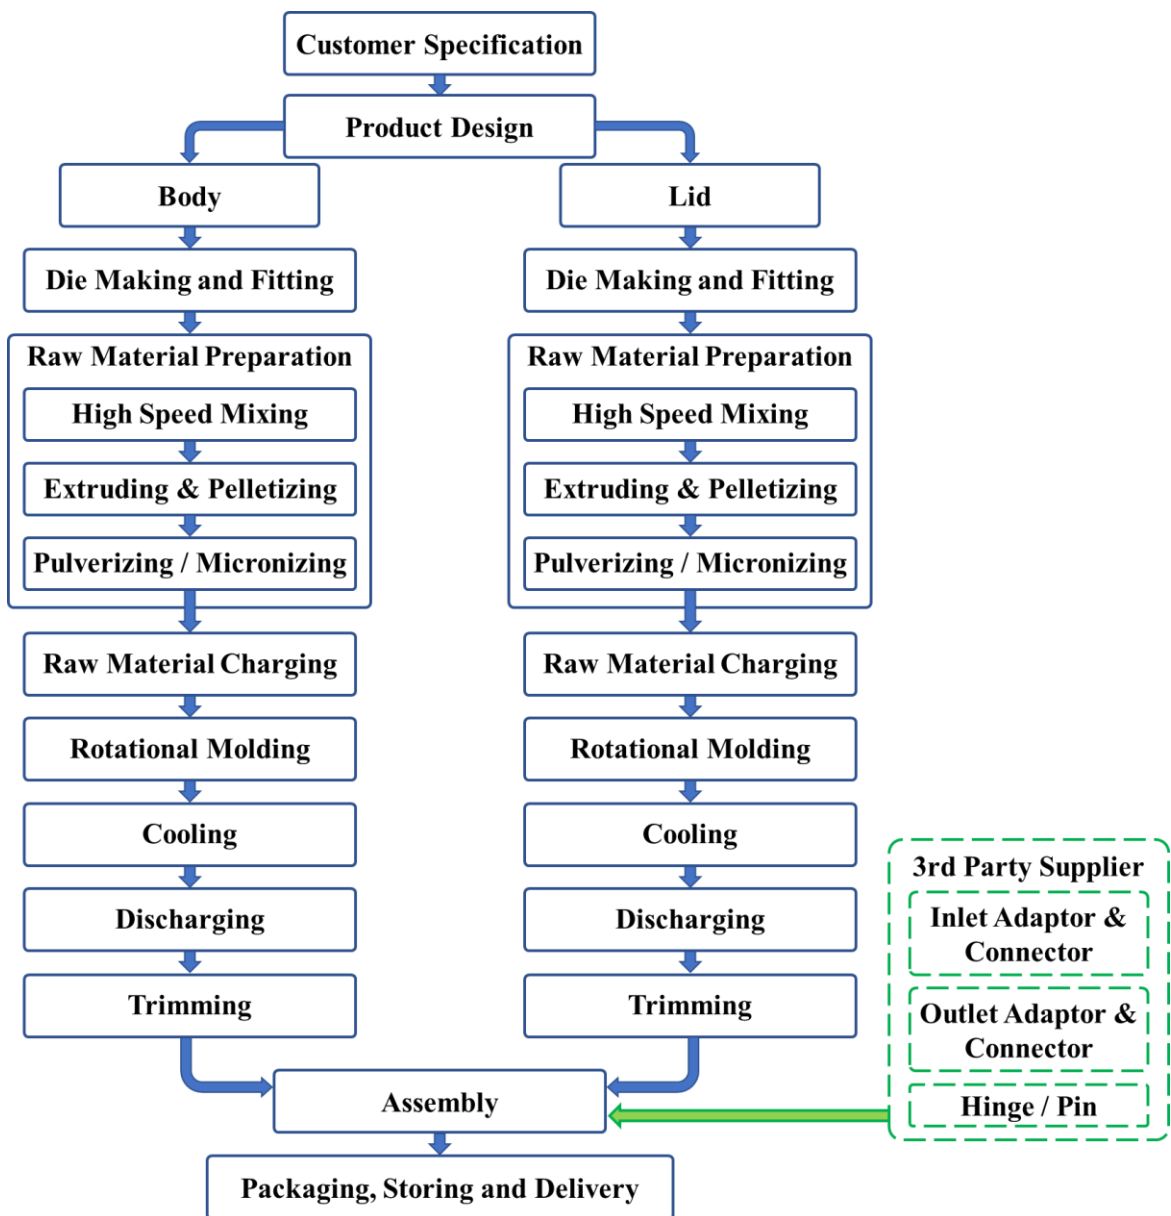 Customer Specification
Product Design
Body
Die Making and Fitting
Raw Material Preparation
High Speed Mixing
Extruding & Pelletizing
Pulverizing / Micronizing
Raw Material Charging
Rotational Molding
Cooling
Discharging
Trimming
Lid
Die Making and Fitting
Raw Material Preparation
High Speed Mixing
Extruding & Pelletizing
Pulverizing / Micronizing
Raw Material Charging
Rotational Molding
Cooling
Discharging
Trimming
3rd Party Supplier
Inlet Adaptor &
Connector
Outlet Adaptor &
Connector
Hinge / Pin
Assembly
Packaging, Storing and Delivery